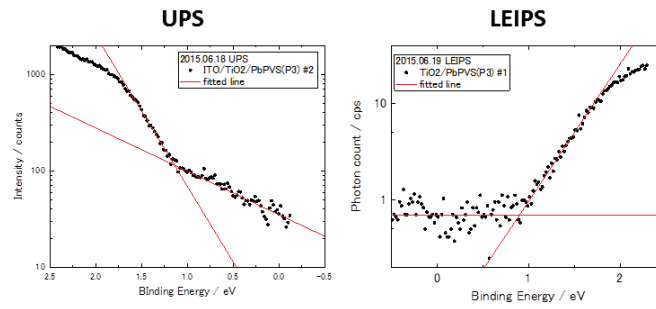 UPS
LEIPS
2015.06.18 UPS
ITO/TiO2/PbPVS(P3) #2
fitted line
1000
100
10
Intensity / counts
2.5 2.0 1.5 1.0 0.5 0.0 -0.5
BInding Energy / eV
2015.06.19 LEIPS
TiO2/PbPVS(P3) #1
fitted line
10
1
Photon count / cps
0 1 2
Binding Energy / eV